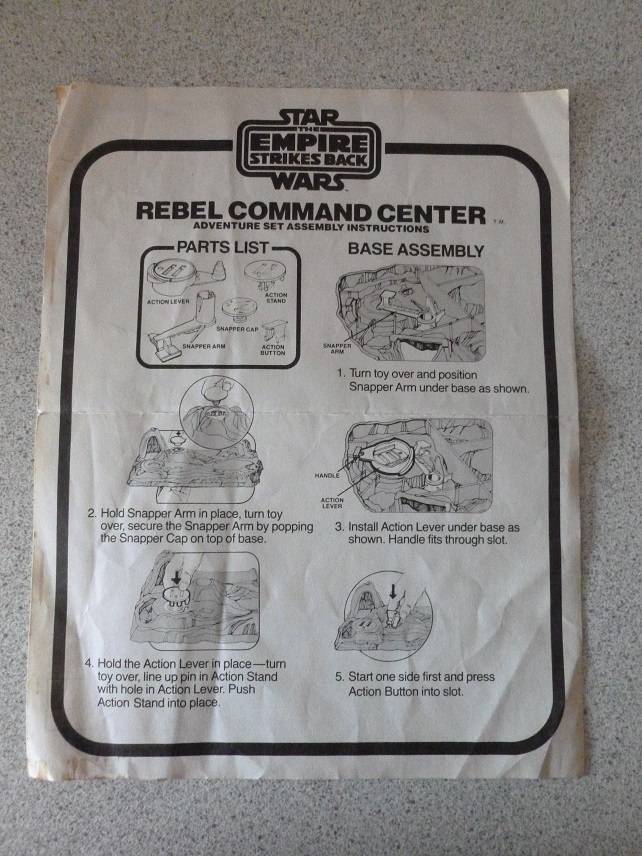 STAR
THE
EMPIRE
STRIKES BACK
WARS™
REBEL COMMAND CENTER T.M.
ADVENTURE SET ASSEMBLY INSTRUCTIONS
PARTS LIST
ACTION LEVER
ACTION
STAND
SNAPPER CAP
SNAPPER ARM
ACTION
BUTTON
BASE ASSEMBLY
SNAPPER
ARM
1. Turn toy over and position
Snapper Arm under base as shown.
2. Hold Snapper Arm in place, turn toy
over, secure the Snapper Arm by popping
the Snapper Cap on top of base.
HANDLE
ACTION
LEVER
3. Install Action Lever under base as
shown. Handle fits through slot.
4. Hold the Action Lever in place—turn
toy over, line up pin in Action Stand
with hole in Action Lever. Push
Action Stand into place.
5. Start one side first and press
Action Button into slot.